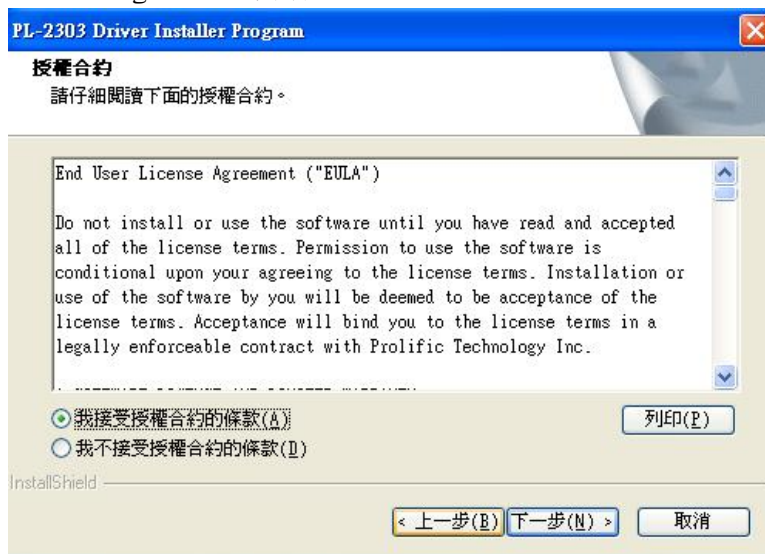 PL-2303 Driver Installer Program
授權合約
請仔細閱讀下面的授權合約。
End User License Agreement ("EULA")
Do not install or use the software until you have read and accepted
all of the license terms. Permission to use the software is
conditional upon your agreeing to the license terms. Installation or
use of the software by you will be deemed to be acceptance of the
license terms. Acceptance will bind you to the license terms in a
legally enforceable contract with Prolific Technology Inc.
我接受授權合約的條款(A)
列印(P)
我不接受授權合約的條款(D)
InstallShield
< 上一步(B) 下一步(N) > 取消